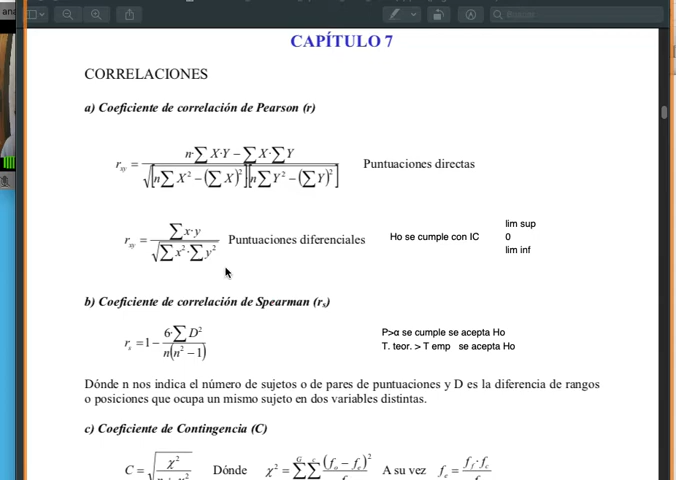 Buscar
CAPÍTULO 7
CORRELACIONES
a) Coeficiente de correlación de Pearson (r)
r_xy = (n·∑X·Y − ∑X·∑Y) / √([n∑X² − (∑X)²][n∑Y² − (∑Y)²]) Puntuaciones directas
r_xy = ∑x·y / √(∑x²·∑y²) Puntuaciones diferenciales
Ho se cumple con IC
lim sup
0
lim inf
b) Coeficiente de correlación de Spearman (rₛ)
r_s = 1 − 6·∑D² / n(n² − 1)
P>α se cumple se acepta Ho
T. teor. > T emp se acepta Ho
Dónde n nos indica el número de sujetos o de pares de puntuaciones y D es la diferencia de rangos
o posiciones que ocupa un mismo sujeto en dos variables distintas.
c) Coeficiente de Contingencia (C)
Dónde
A su vez